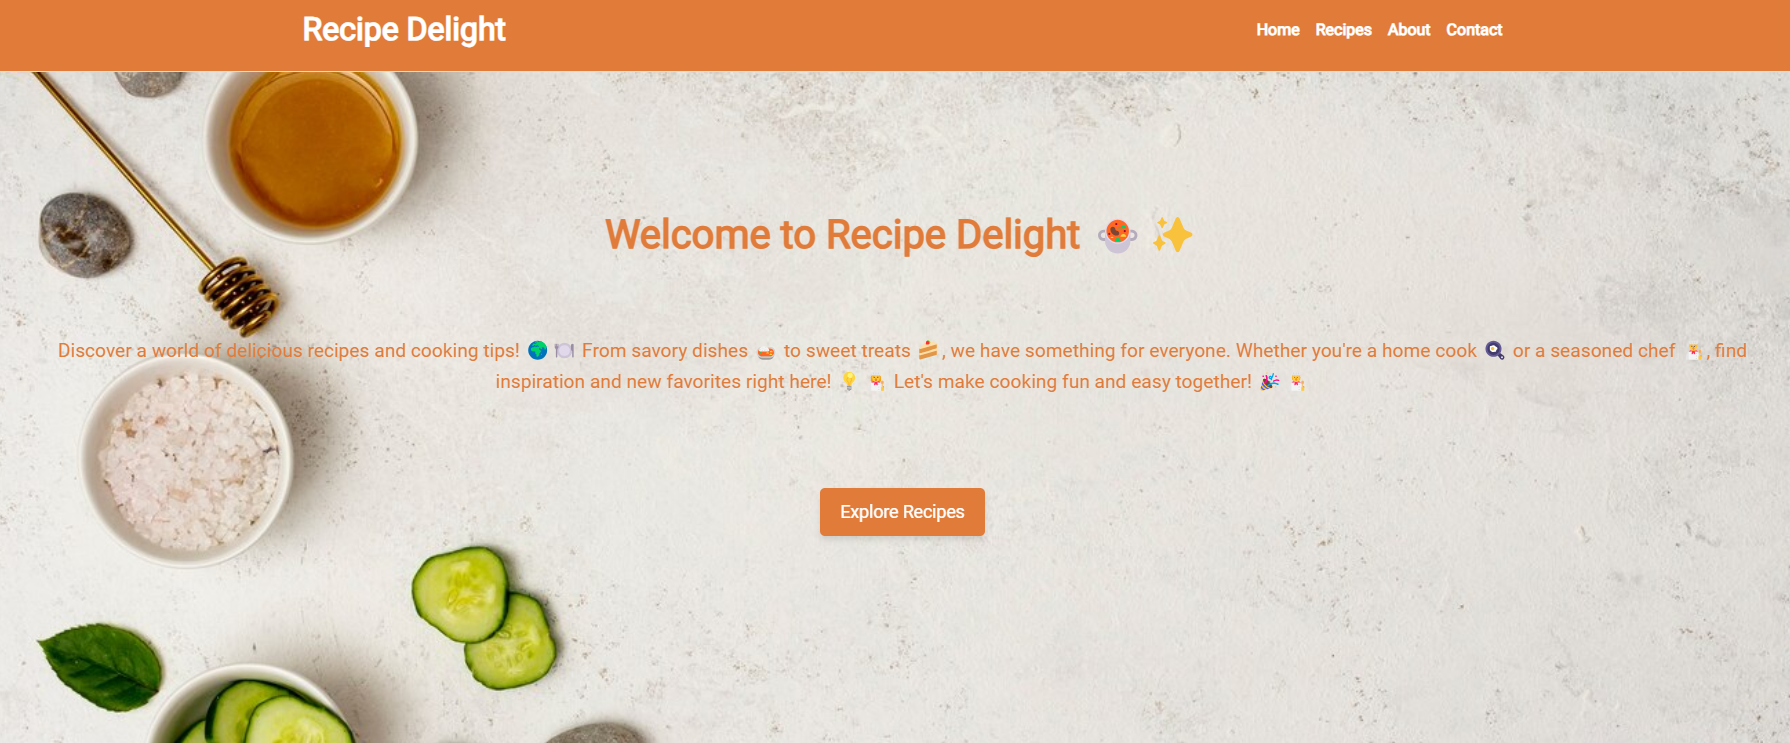 Recipe Delight
Home Recipes About Contact
Welcome to Recipe Delight 🍲 ✨
Discover a world of delicious recipes and cooking tips! 🌍🍽️ From savory dishes 🍛 to sweet treats 🍰, we have something for everyone. Whether you're a home cook 🍳 or a seasoned chef 👨‍🍳, find
inspiration and new favorites right here! 💡 👩‍🍳 Let's make cooking fun and easy together! 🎉 👨‍🍳
Explore Recipes